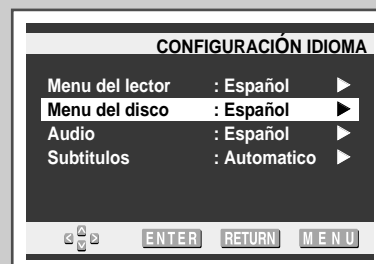 CONFIGURACIÓN IDIOMA
Menu del lector : Español
Menu del disco : Español
Audio : Español
Subtitulos : Automatico
ENTER RETURN MENU